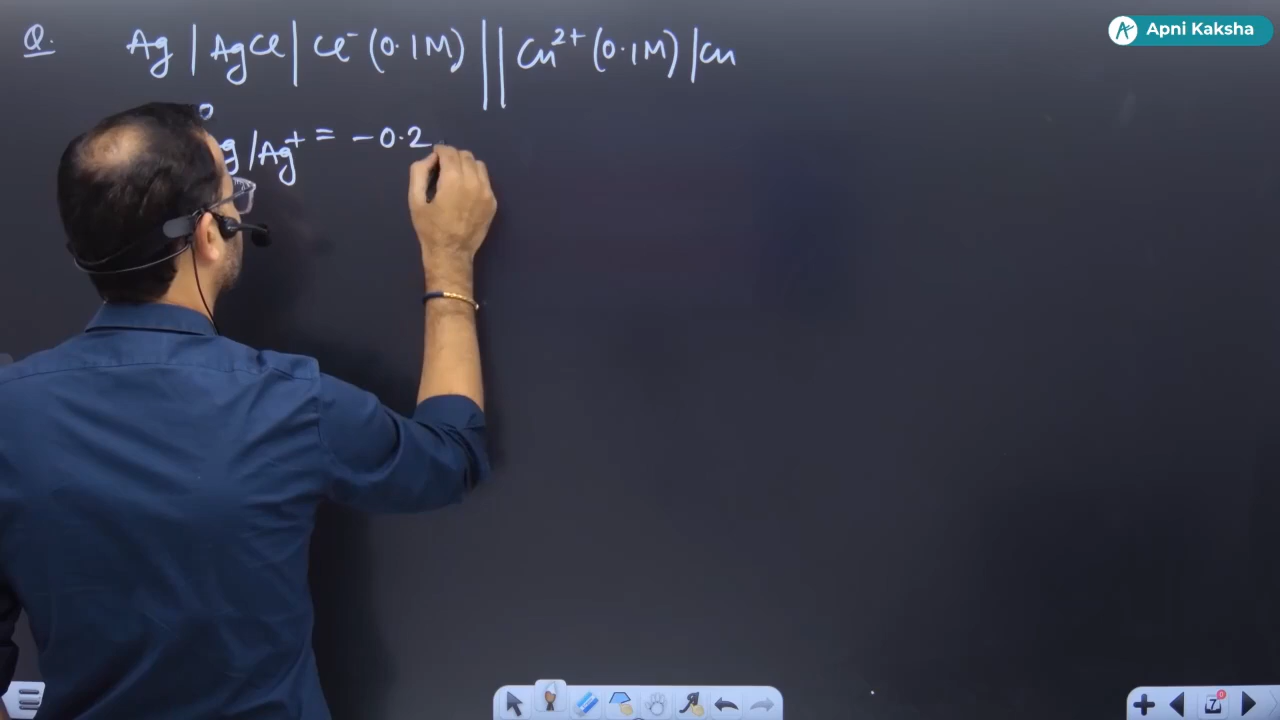 Apni Kaksha
Q. Ag | AgCl | Cl⁻ (0.1M) || Cu²⁺ (0.1M) | Cu
g/Ag⁺ = -0.2